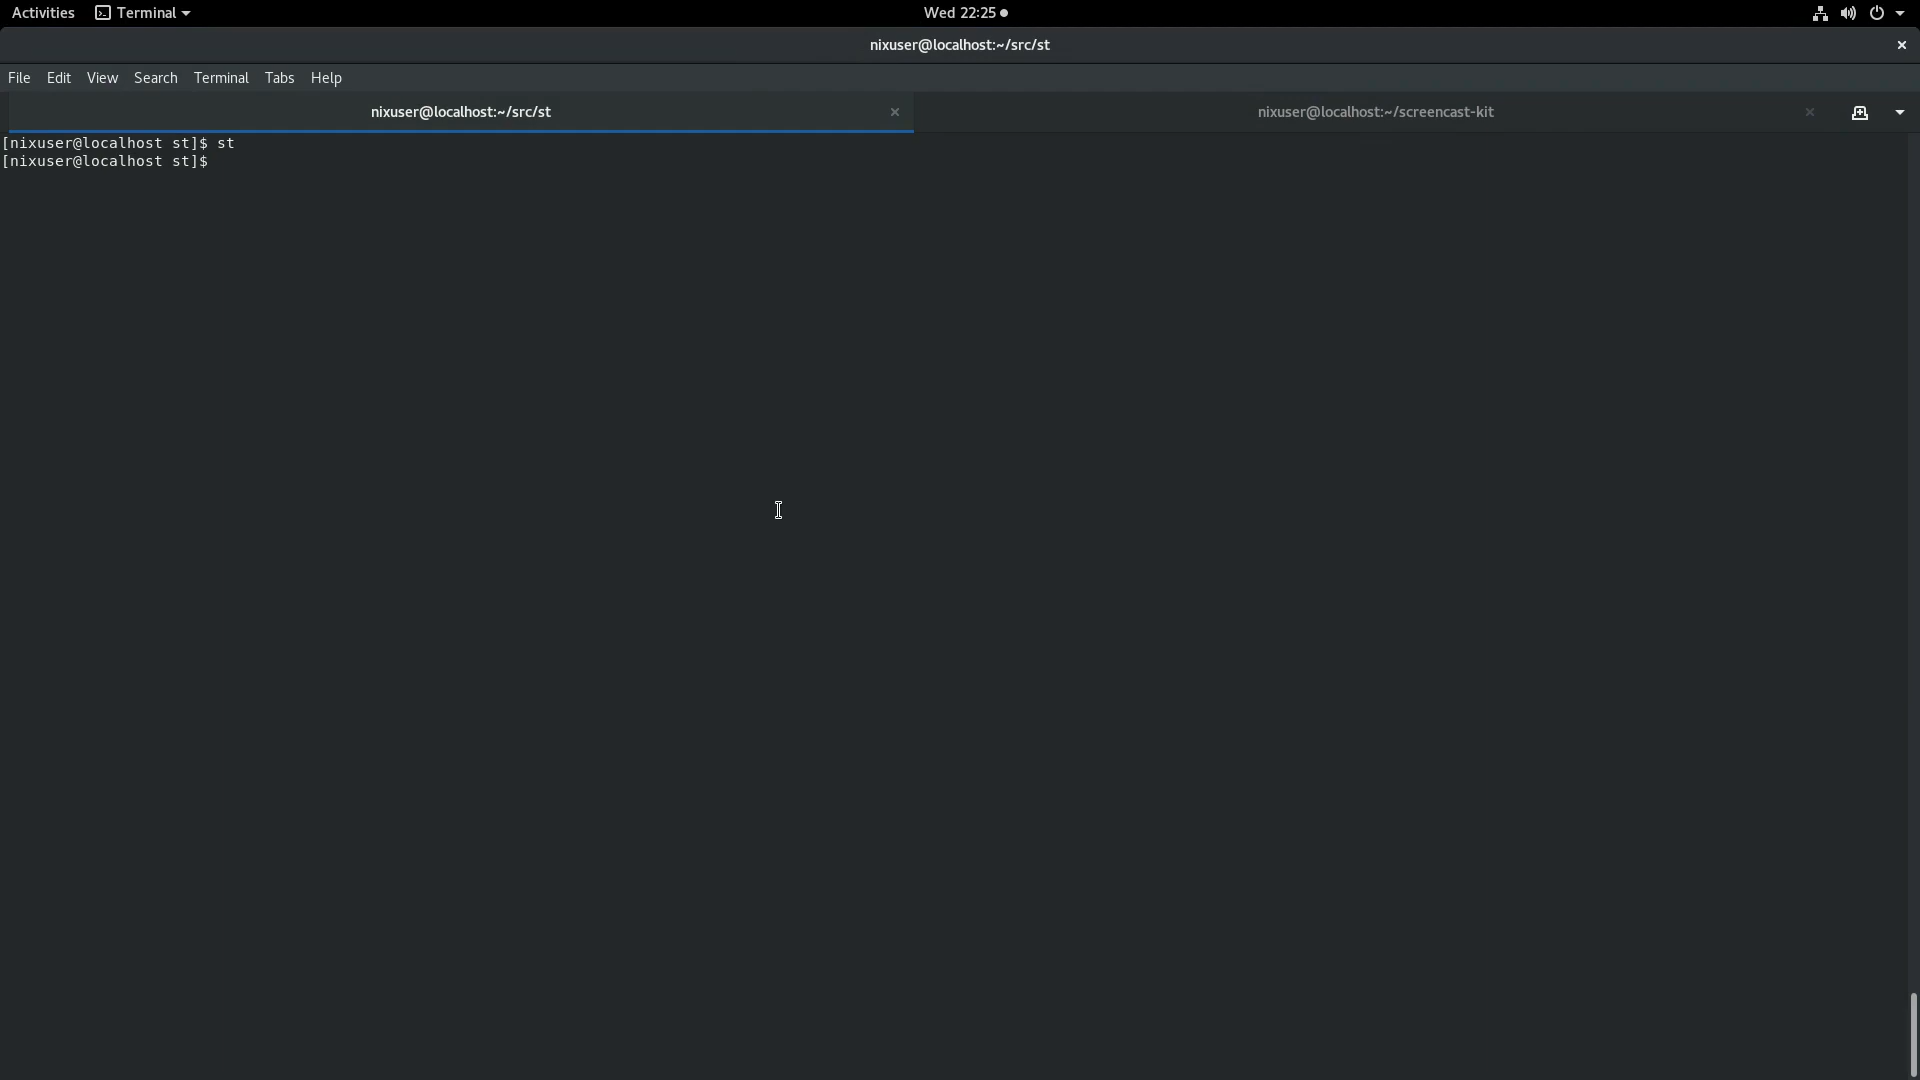 Activities Terminal Wed 22:25
nixuser@localhost:~/src/st
File Edit View Search Terminal Tabs Help
nixuser@localhost:~/src/st nixuser@localhost:~/screencast-kit
[nixuser@localhost st]$ st
[nixuser@localhost st]$